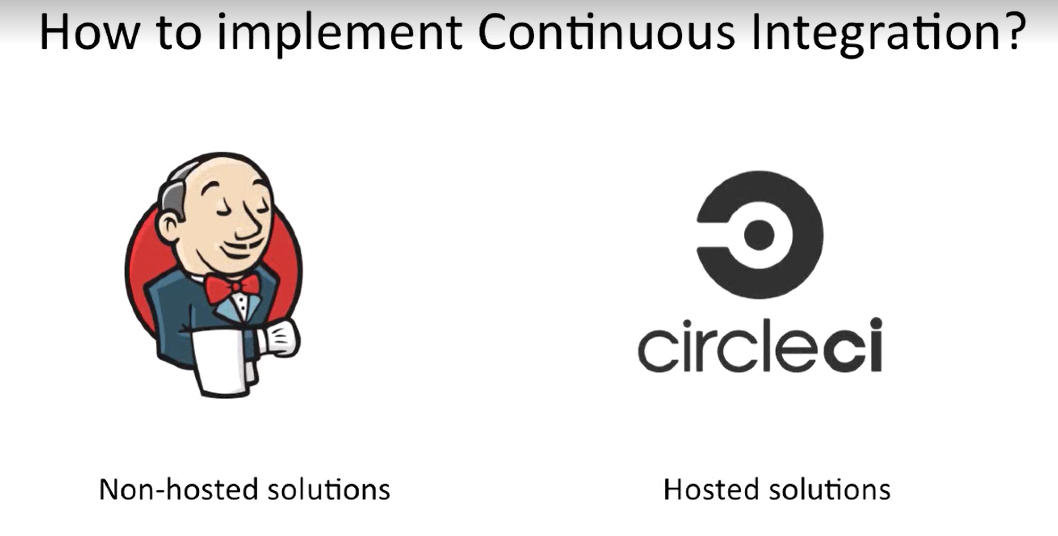 How to implement Continuous Integration?
circleci
Non-hosted solutions
Hosted solutions